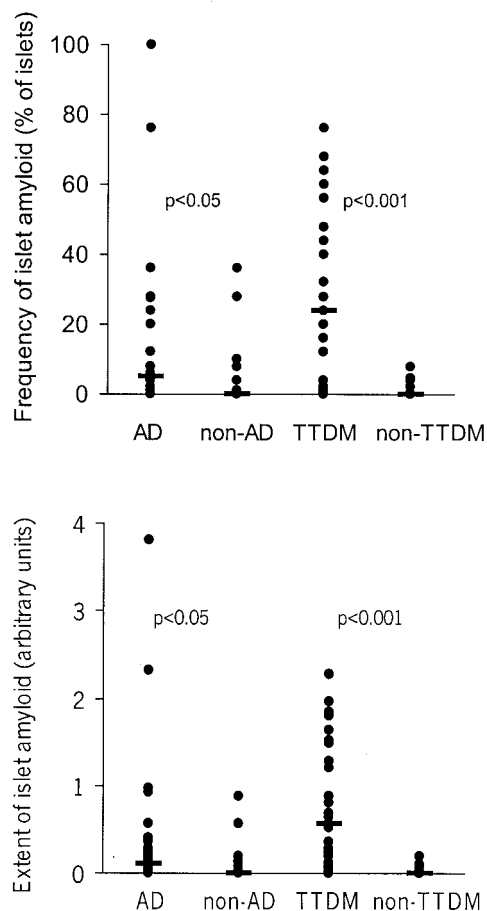 Frequency of islet amyloid (% of islets)
100
80
60
40
20
0
p<0.05
p<0.001
AD
non-AD
TTDM
non-TTDM
Extent of islet amyloid (arbitrary units)
4
3
2
1
0
p<0.05
p<0.001
AD
non-AD
TTDM
non-TTDM